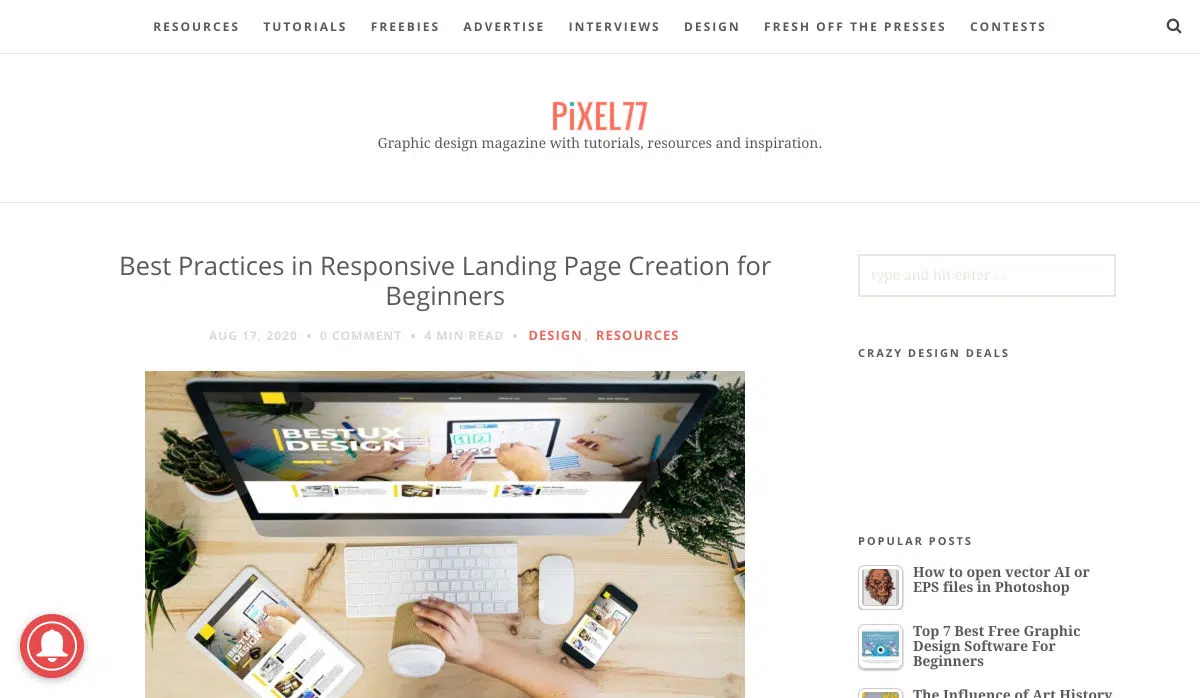 RESOURCES TUTORIALS FREEBIES ADVERTISE INTERVIEWS DESIGN FRESH OFF THE PRESSES CONTESTS
PiXEL77
Graphic design magazine with tutorials, resources and inspiration.
Best Practices in Responsive Landing Page Creation for
Beginners
AUG 17, 2020 • 0 COMMENT • 4 MIN READ • DESIGN, RESOURCES
BEST UX
DESIGN
BEST UX
DESIGN
type and hit enter ...
CRAZY DESIGN DEALS
POPULAR POSTS
How to open vector AI or
EPS files in Photoshop
Top 7 Best Free Graphic
Design Software For
Beginners
The Influence of Art History